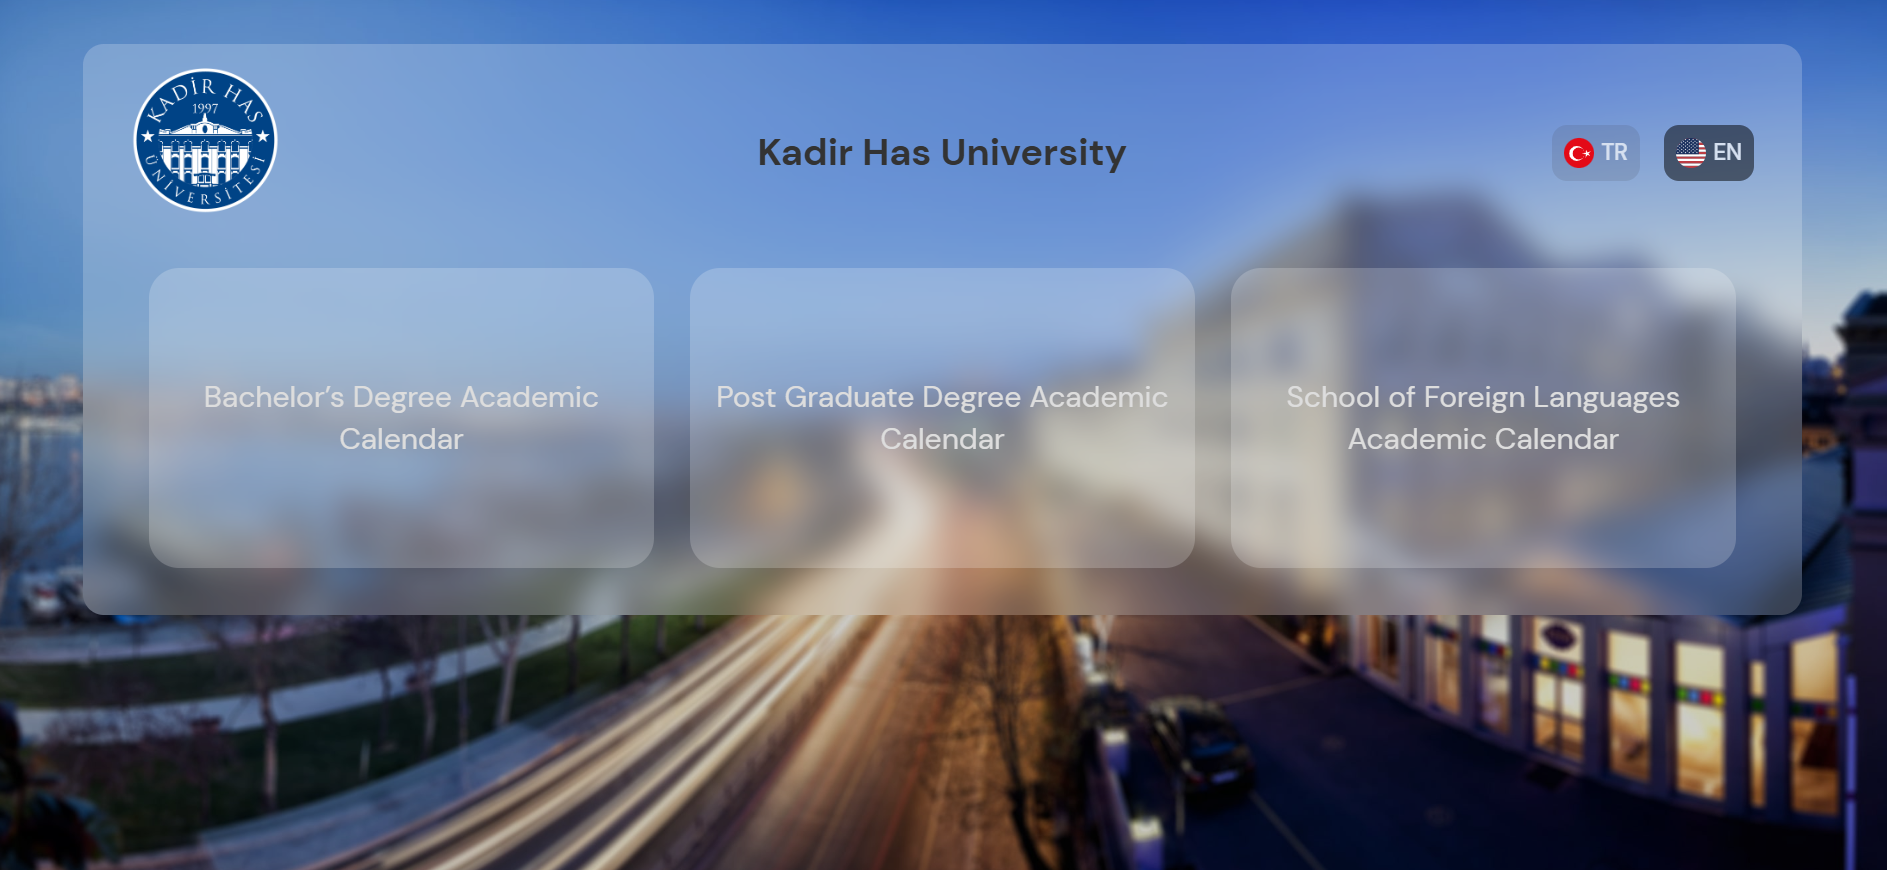 KADİR HAS
1997
ÜNİVERSİTESİ
Kadir Has University
TR
EN
Bachelor’s Degree Academic
Calendar
Post Graduate Degree Academic
Calendar
School of Foreign Languages
Academic Calendar